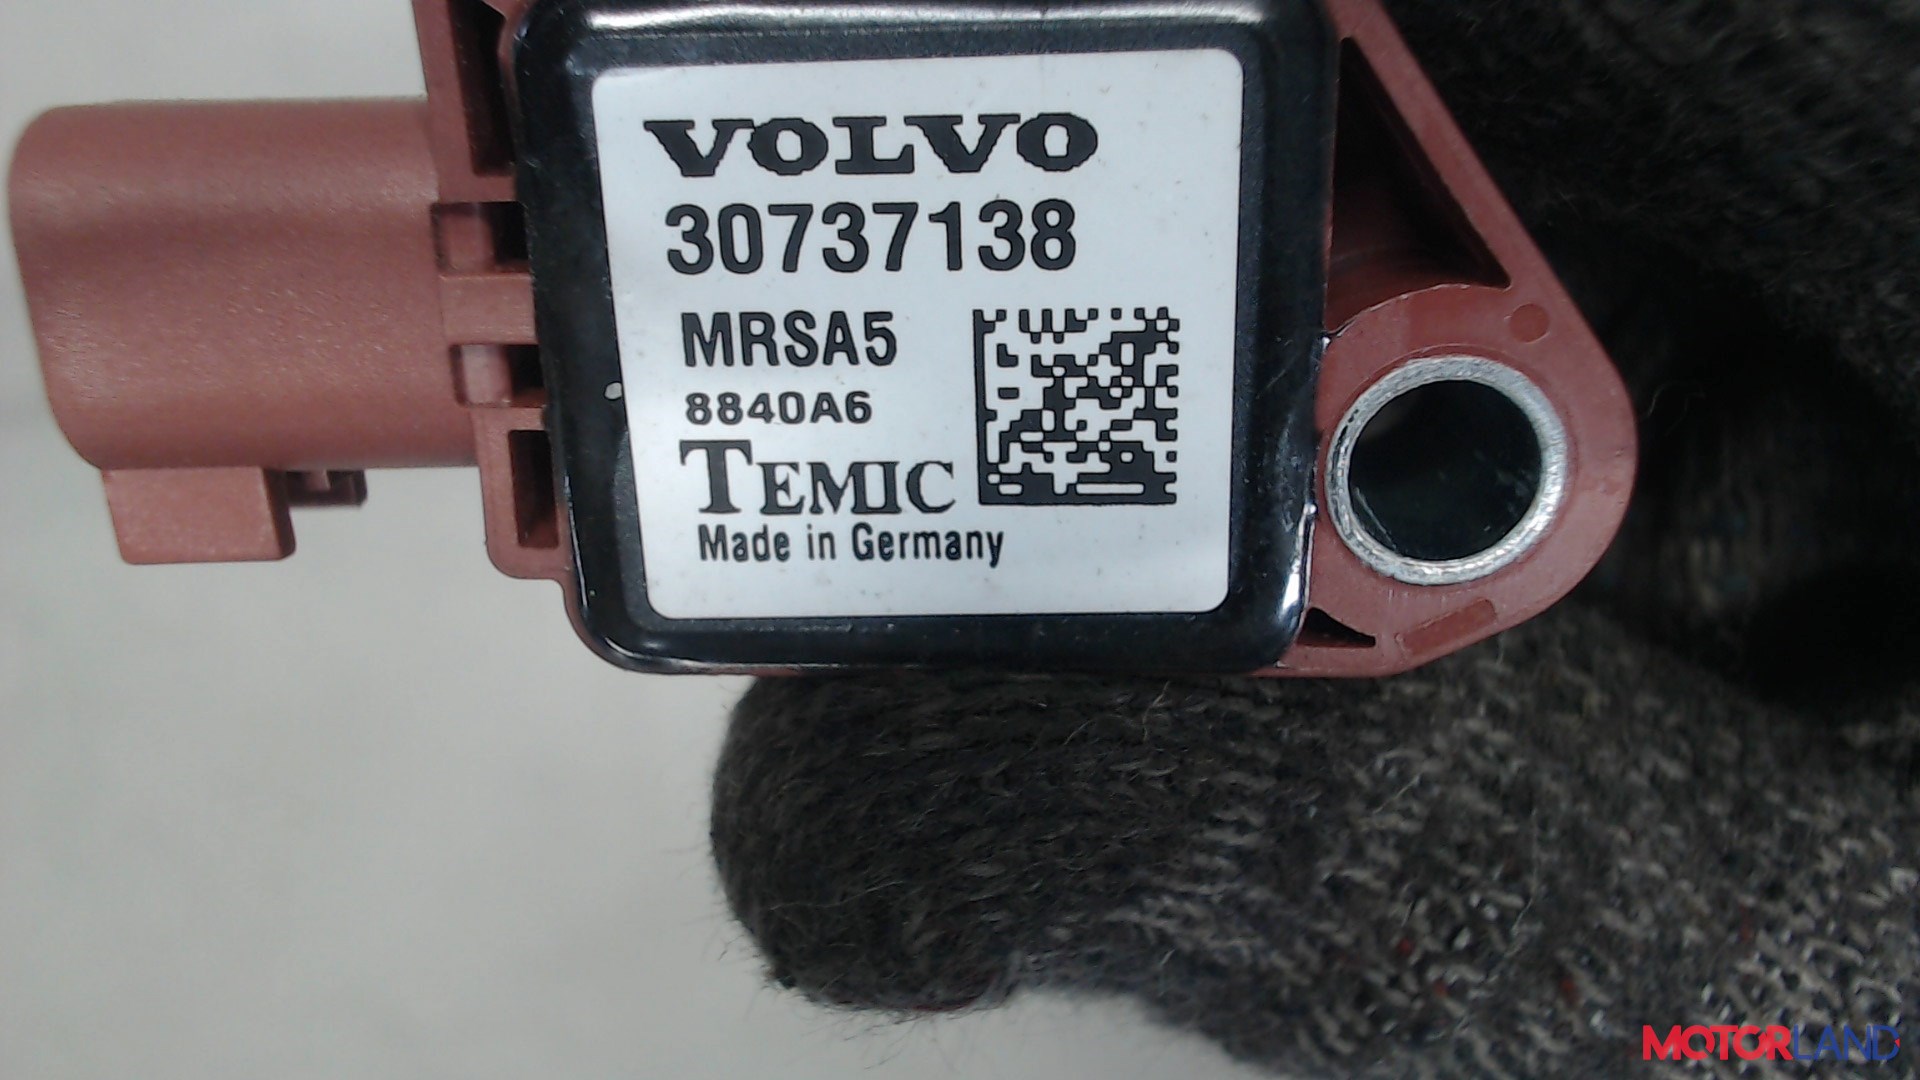 VOLVO
30737138
MRSA5
8840A6
TEMIC
Made in Germany
MOTORLAND